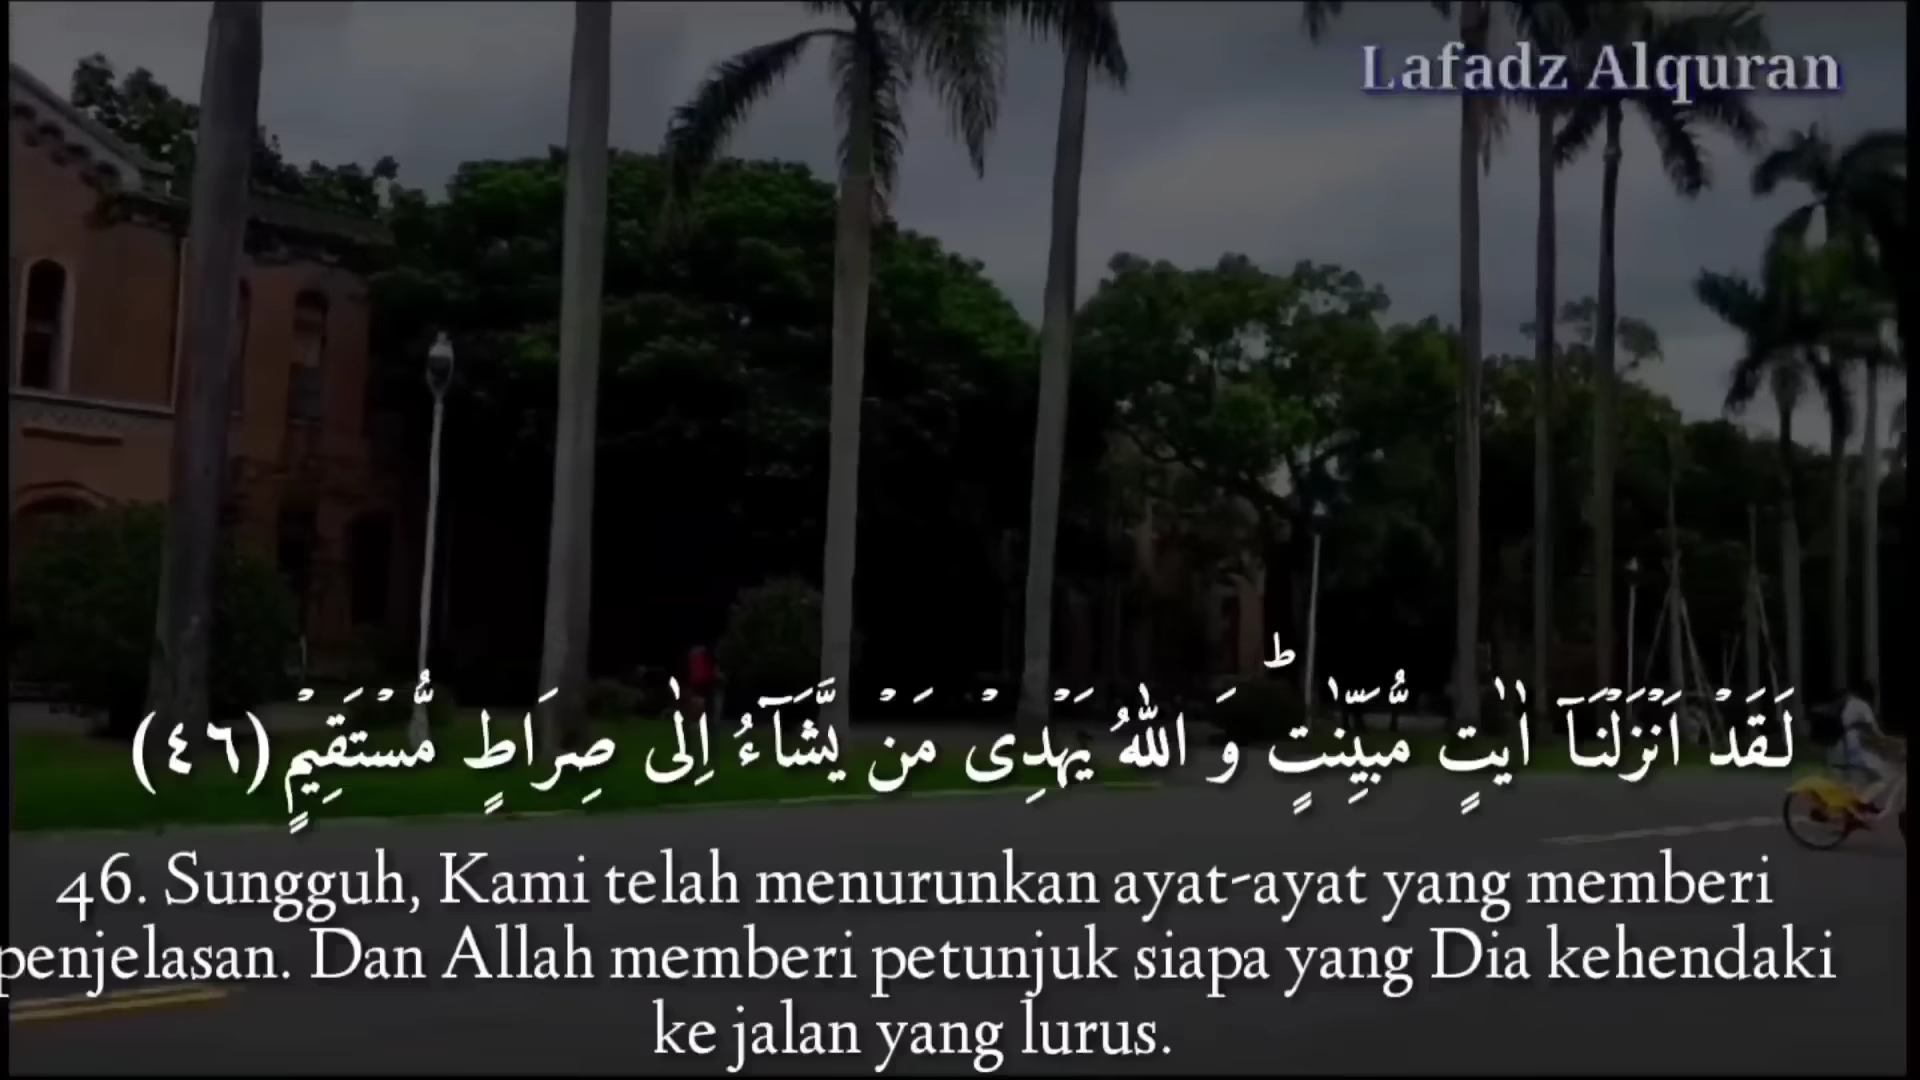 Lafadz Alquran
لَـقَدۡ اَنۡزَلۡنَاۤ اٰيٰتٍ مُّبَيِّنٰتٍ‌ؕ وَ اللّٰهُ يَهۡدِىۡ مَنۡ يَّشَآءُ اِلٰى صِرَاطٍ مُّسۡتَقِيۡمٍ (٤٦)
46. Sungguh, Kami telah menurunkan ayat-ayat yang memberi
penjelasan. Dan Allah memberi petunjuk siapa yang Dia kehendaki
ke jalan yang lurus.